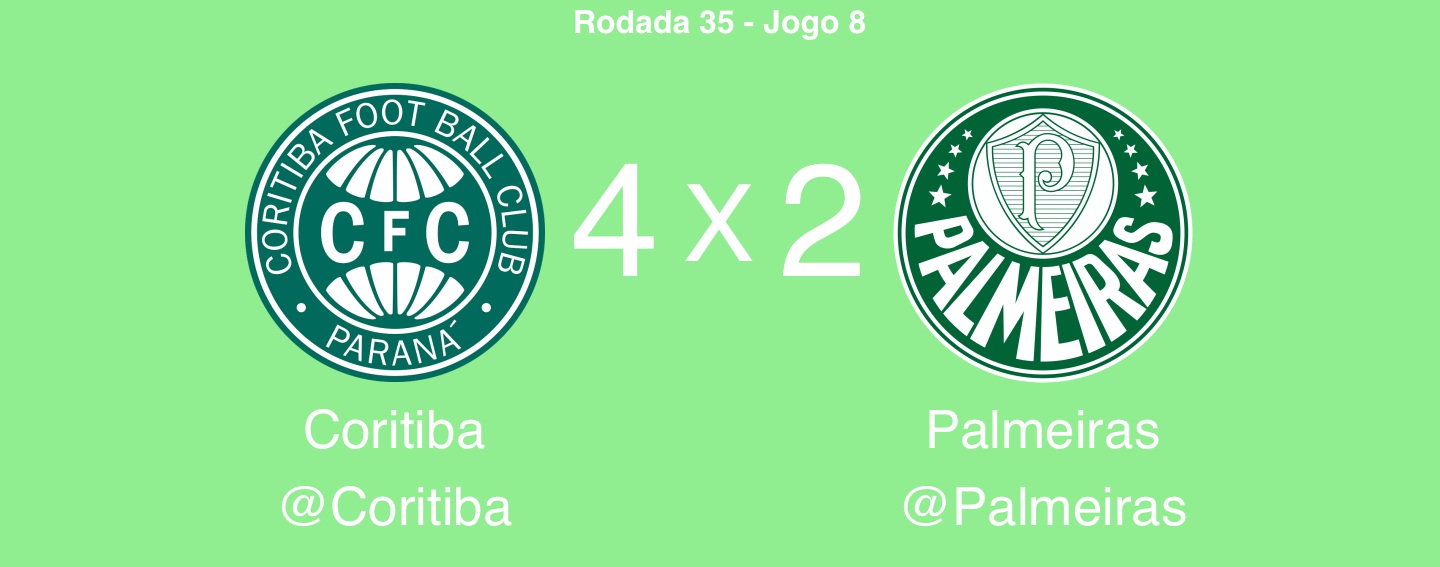 Rodada 35 - Jogo 8
CORITIBA FOOT BALL CLUB
CFC
PARANÁ
4 x 2
P
PALMEIRAS
Coritiba
Palmeiras
@Coritiba
@Palmeiras